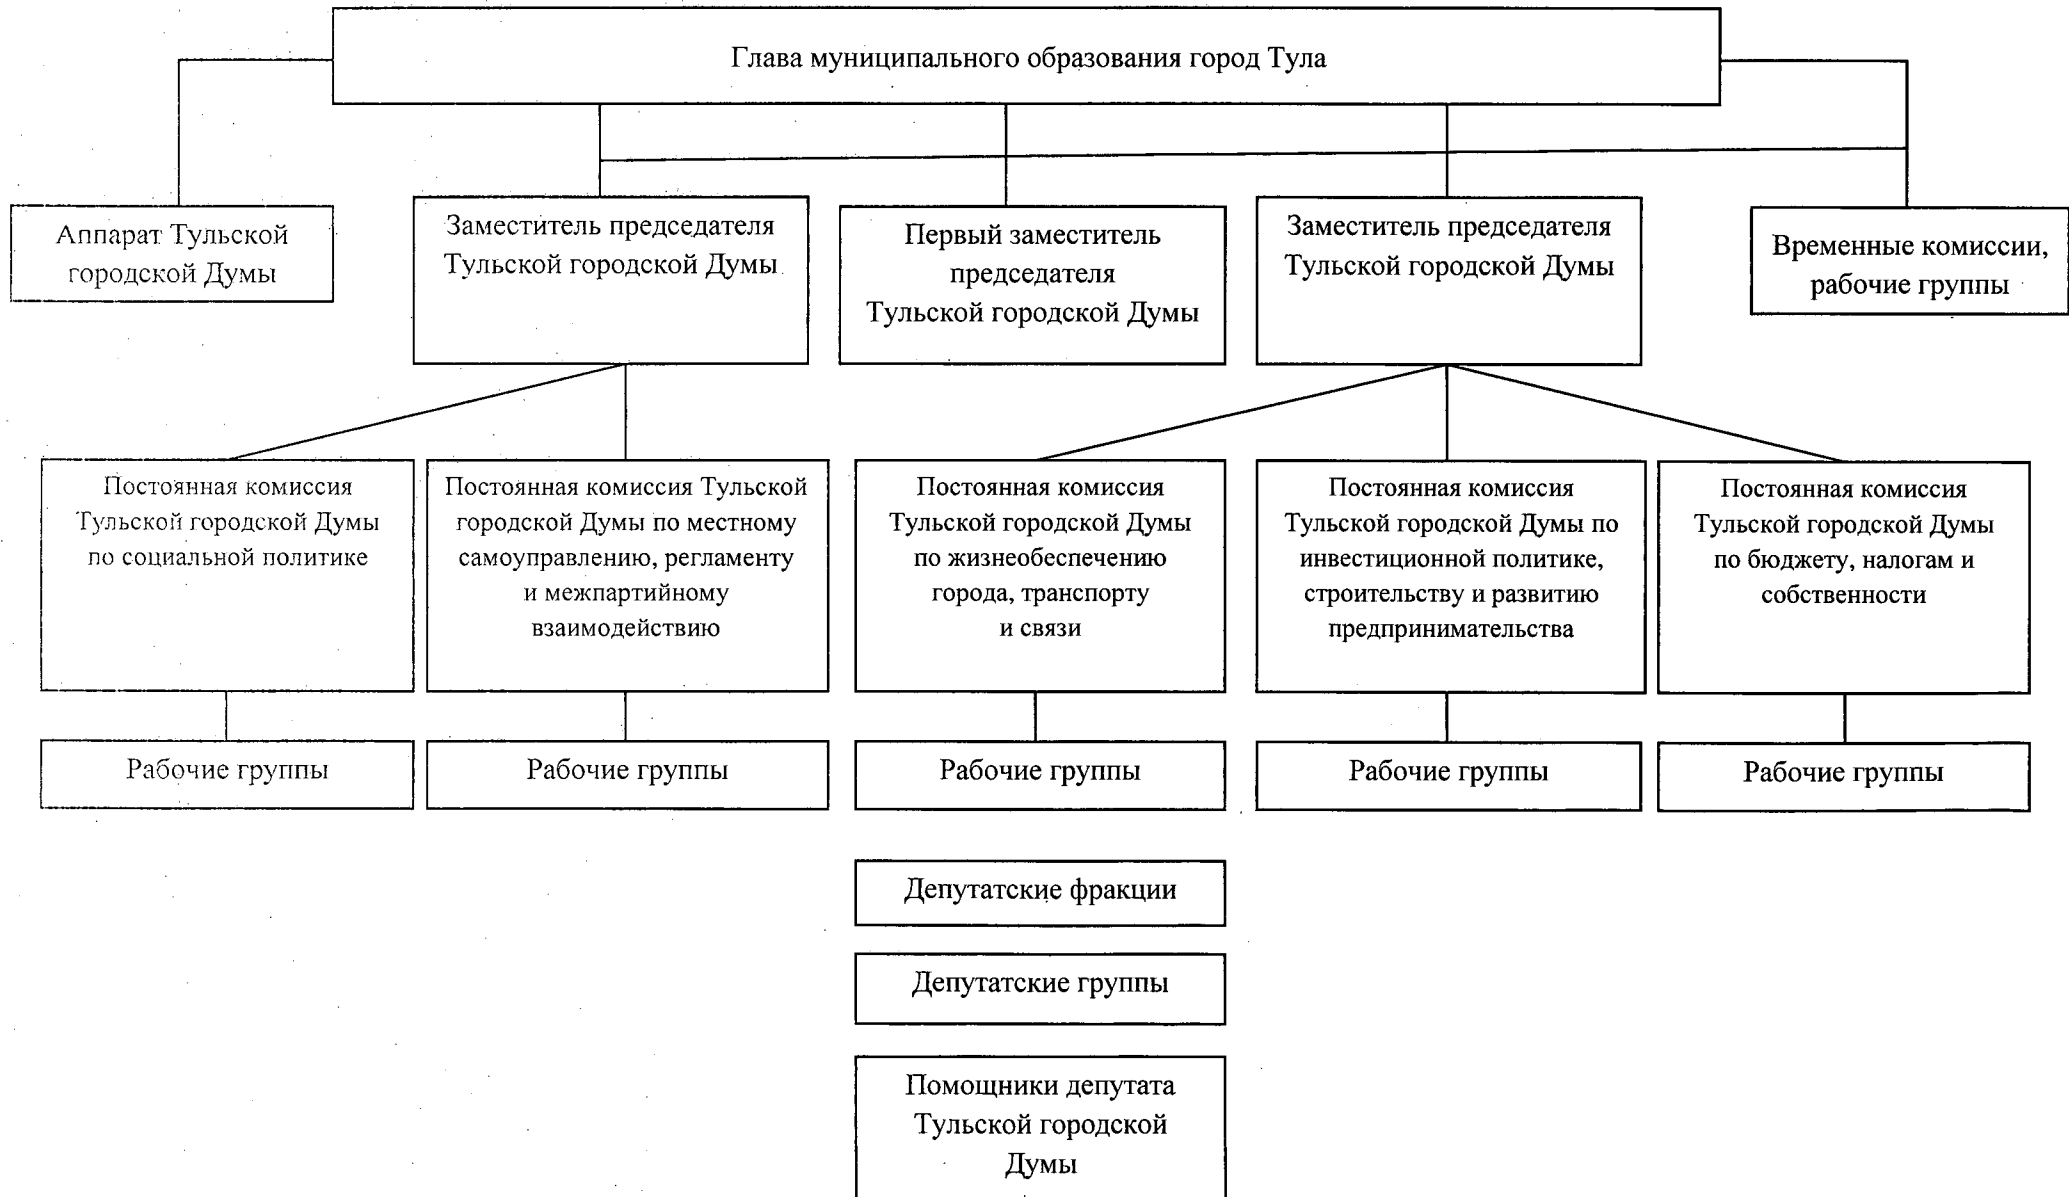 Глава муниципального образования город Тула
Аппарат Тульской
городской Думы
Заместитель председателя
Тульской городской Думы
Первый заместитель
председателя
Тульской городской Думы
Заместитель председателя
Тульской городской Думы
Временные комиссии,
рабочие группы
Постоянная комиссия
Тульской городской Думы
по социальной политике
Постоянная комиссия Тульской
городской Думы по местному
самоуправлению, регламенту
и межпартийному
взаимодействию
Постоянная комиссия
Тульской городской Думы
по жизнеобеспечению
города, транспорту
и связи
Постоянная комиссия
Тульской городской Думы по
инвестиционной политике,
строительству и развитию
предпринимательства
Постоянная комиссия
Тульской городской Думы
по бюджету, налогам и
собственности
Рабочие группы
Рабочие группы
Рабочие группы
Рабочие группы
Рабочие группы
Депутатские фракции
Депутатские группы
Помощники депутата
Тульской городской
Думы